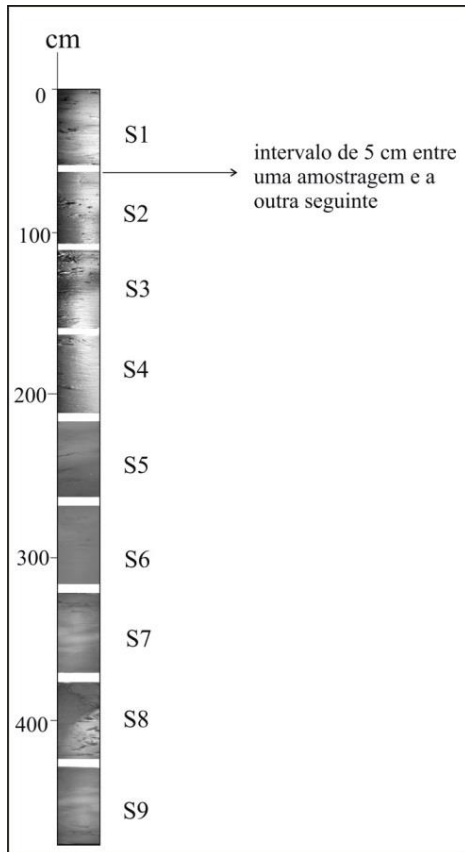 cm
0
S1
intervalo de 5 cm entre
uma amostragem e a
outra seguinte
S2
100
S3
S4
200
S5
S6
300
S7
S8
400
S9